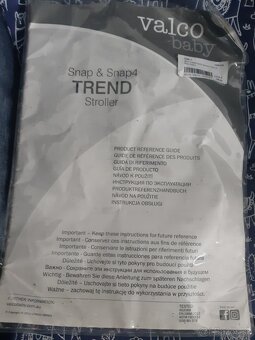 valco
baby
Snap & Snap4
TREND
Stroller
PRODUCT REFERENCE GUIDE
GUIDE DE RÉFÉRENCE DES PRODUITS
GUIDA DI RIFERIMENTO
GUÍA DE PRODUCTO
NÁVOD K POUŽITÍ
ИНСТРУКЦИЯ ПО ЭКСПЛУАТАЦИИ
PRODUKTREFERENZHANDBUCH
NÁVOD NA POUŽITIE
INSTRUKCJA OBSŁUGI
Important – Keep these instructions for future reference
Important - Conservez ces instructions aux fins de référence
Importante - Conservare le istruzioni per riferimenti futuri
Importante - Guarde estas instrucciones para referencia futura
Důležité - Uschovejte si tyto pokyny pro budoucí použití
Важно - Сохраните инструкции для использования в будущем
Wichtig - Bewahren Sie diese Anleitung zum späteren Nachschlagen
Dôležité - Uchovajte si tieto pokyny na budúce použitie
Ważne - zachowaj tę instrukcję do wykorzystania w przyszłości.